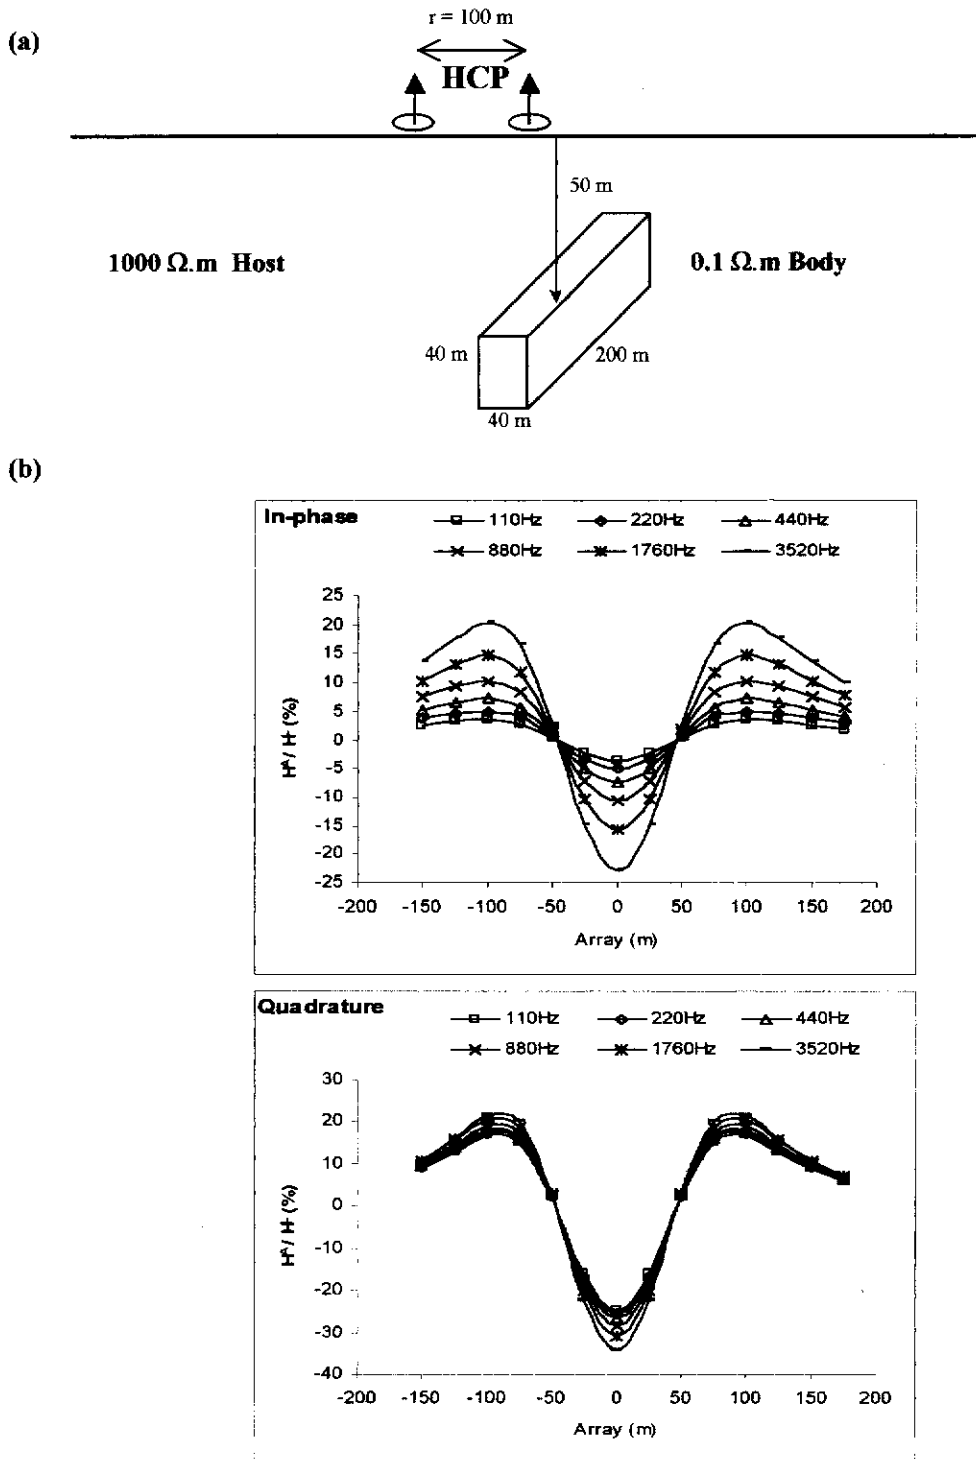 (a)
r = 100 m
HCP
50 m
1000 Ω.m Host
0.1 Ω.m Body
40 m
200 m
40 m
(b)
In-phase
110Hz 220Hz 440Hz
880Hz 1760Hz 3520Hz
25
20
15
10
5
0
-5
-10
-15
-20
-25
H^A/ H (%)
-200 -150 -100 -50 0 50 100 150 200
Array (m)
Quadrature
110Hz 220Hz 440Hz
880Hz 1760Hz 3520Hz
30
20
10
0
-10
-20
-30
-40
H^A/ H (%)
-200 -150 -100 -50 0 50 100 150 200
Array (m)